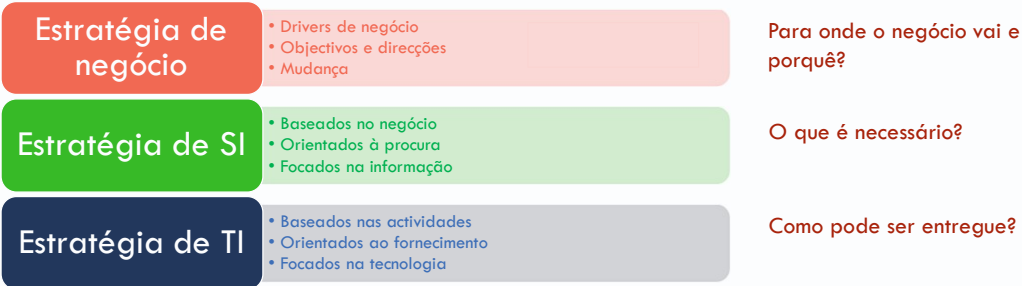 Estratégia de
negócio
• Drivers de negócio
• Objectivos e direcções
• Mudança
Para onde o negócio vai e
porquê?
Estratégia de SI
• Baseados no negócio
• Orientados à procura
• Focados na informação
O que é necessário?
Estratégia de TI
• Baseados nas actividades
• Orientados ao fornecimento
• Focados na tecnologia
Como pode ser entregue?